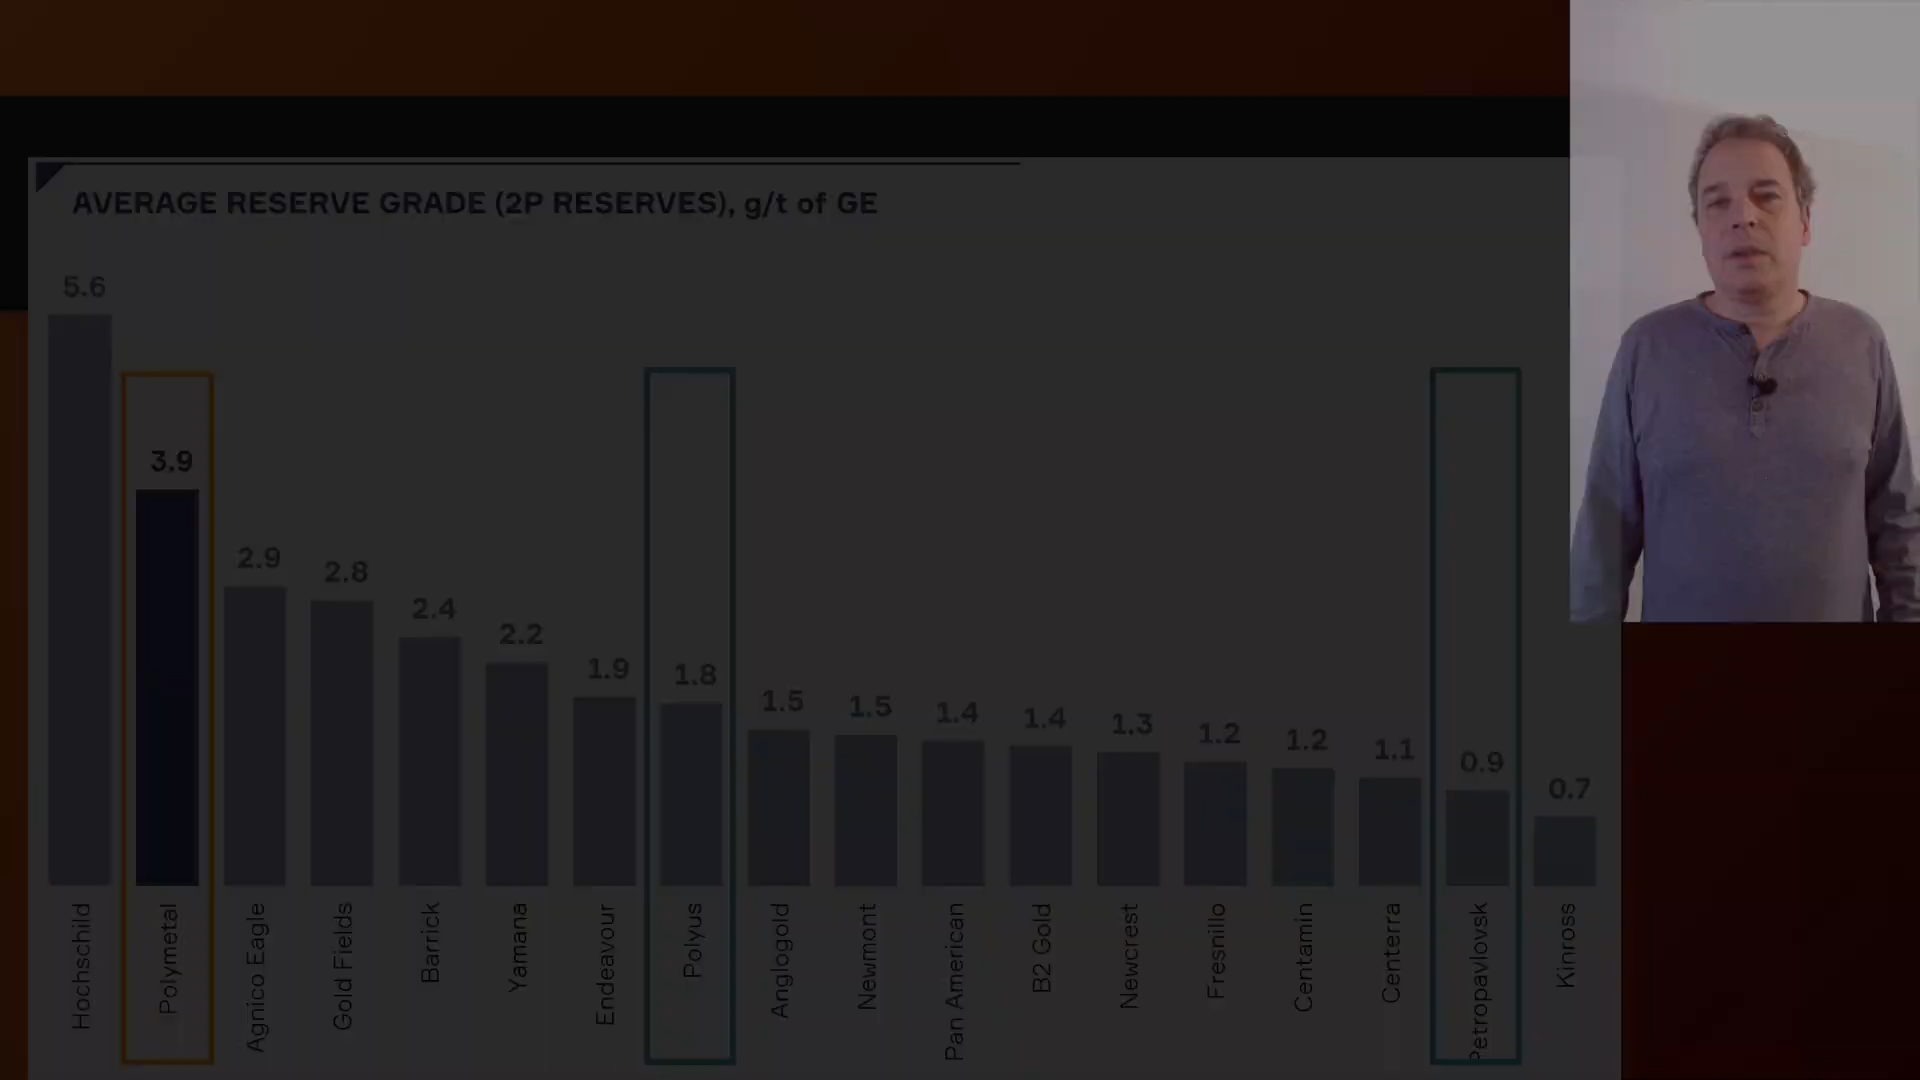 AVERAGE RESERVE GRADE (2P RESERVES), g/t of GE
5.6
3.9
2.9
2.8
2.4
2.2
1.9
1.8
1.5
1.5
1.4
1.4
1.3
1.2
1.2
1.1
0.9
0.7
Hochschild
Polymetal
Agnico Eagle
Gold Fields
Barrick
Yamana
Endeavour
Polyus
Anglogold
Newmont
Pan American
B2 Gold
Newcrest
Fresnillo
Centamin
Centerra
Petropavlovsk
Kinross